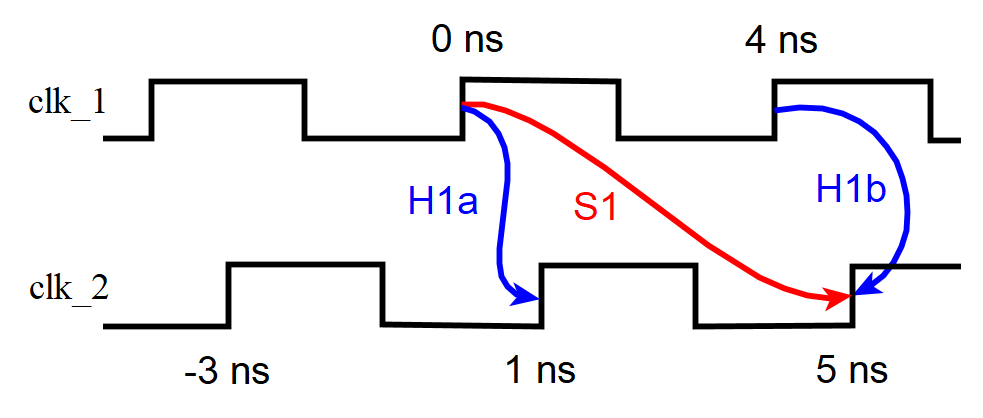 0 ns
4 ns
clk_1
H1a
S1
H1b
clk_2
-3 ns
1 ns
5 ns